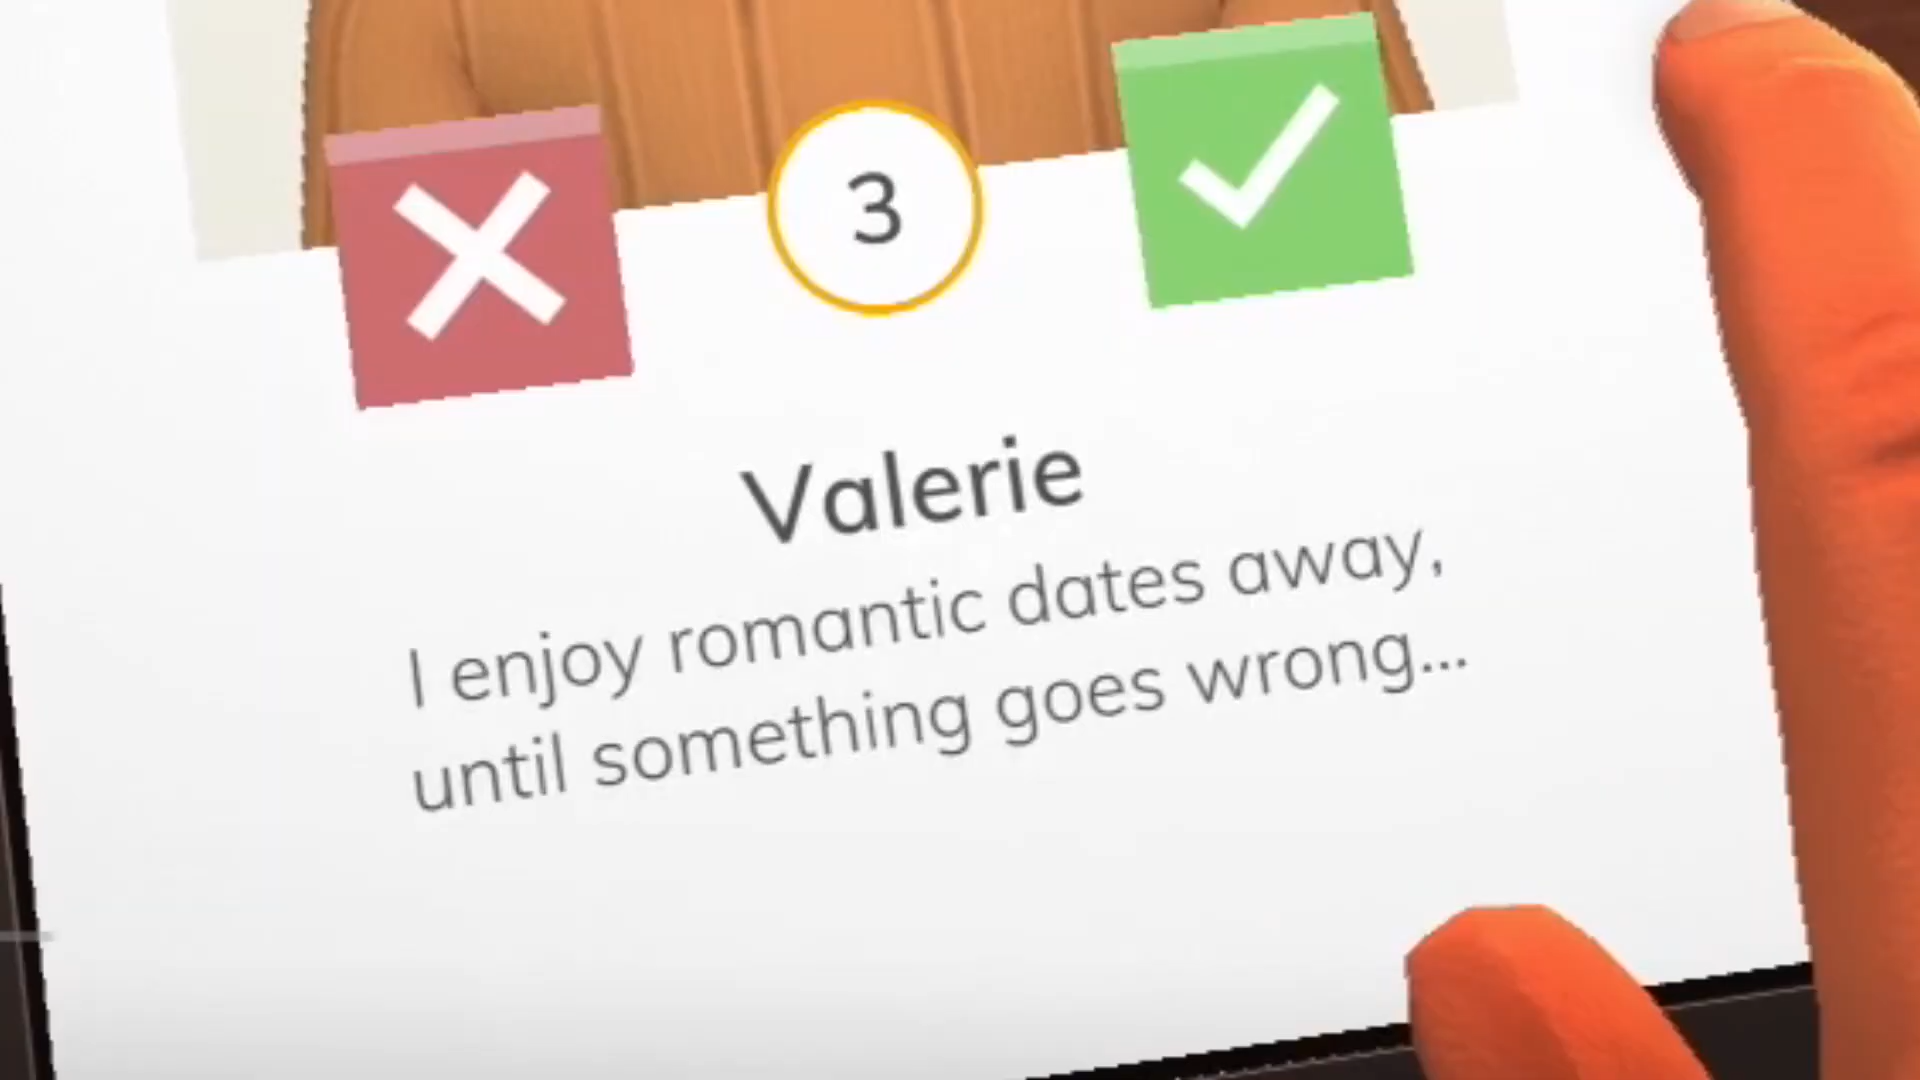 3
Valerie
I enjoy romantic dates away,
until something goes wrong...